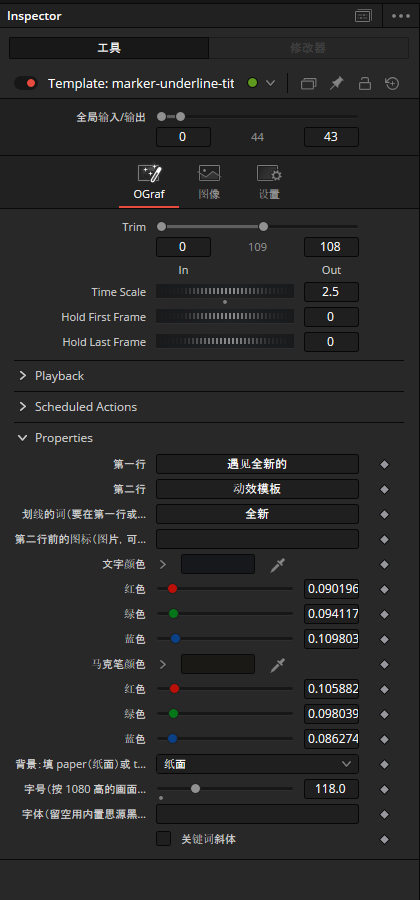 Inspector
工具 修改器
Template: marker-underline-tit
全局输入/输出
0 44 43
OGraf 图像 设置
Trim
0 109 108
In Out
Time Scale 2.5
Hold First Frame 0
Hold Last Frame 0
Playback
Scheduled Actions
Properties
第一行 遇见全新的
第二行 动效模板
划线的词(要在第一行或... 全新
第二行前的图标(图片, 可...
文字颜色
红色 0.090196
绿色 0.094117
蓝色 0.109803
马克笔颜色
红色 0.105882
绿色 0.098039
蓝色 0.086274
背景:填 paper(纸面)或 t... 纸面
字号(按 1080 高的画面... 118.0
字体(留空用内置思源黑...
关键词斜体